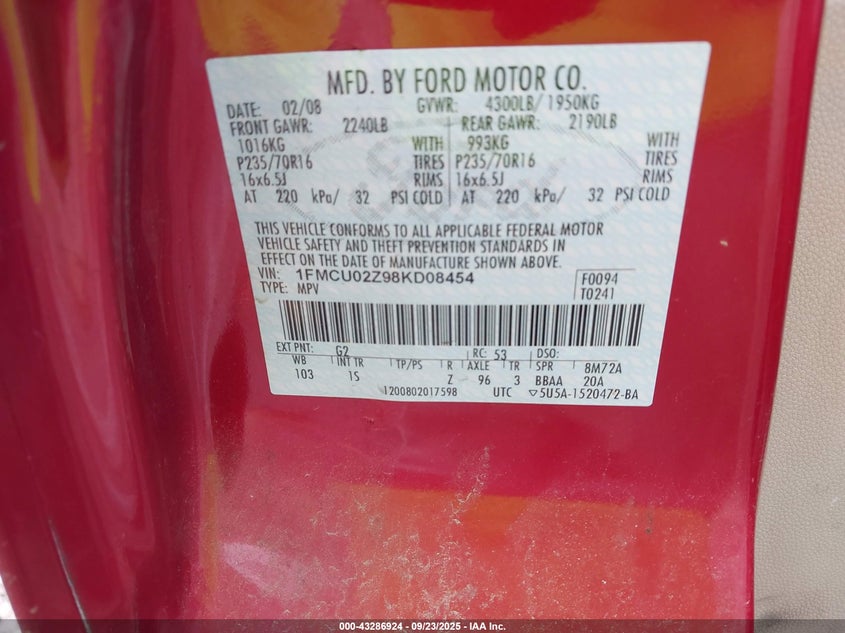 MFD. BY FORD MOTOR CO.
DATE: 02/08 GVWR: 4300LB/ 1950KG
FRONT GAWR: 2240LB REAR GAWR: 2190LB
1016KG WITH 993KG WITH
P235/70R16 TIRES P235/70R16 TIRES
16x6.5J RIMS 16x6.5J RIMS
AT 220 kPa/ 32 PSI COLD AT 220 kPa/ 32 PSI COLD
THIS VEHICLE CONFORMS TO ALL APPLICABLE FEDERAL MOTOR
VEHICLE SAFETY AND THEFT PREVENTION STANDARDS IN
EFFECT ON THE DATE OF MANUFACTURE SHOWN ABOVE.
VIN: 1FMCU02Z98KD08454 F0094
TYPE: MPV T0241
EXT PNT: G2 RC: 53 DSO:
WB INT TR TP/PS R AXLE TR SPR 8M72A
103 1S Z 96 3 BBAA 20A
1200802017598 UTC ▽5U5A-1520472-BA
000-43286924 - 09/23/2025 - IAA Inc.